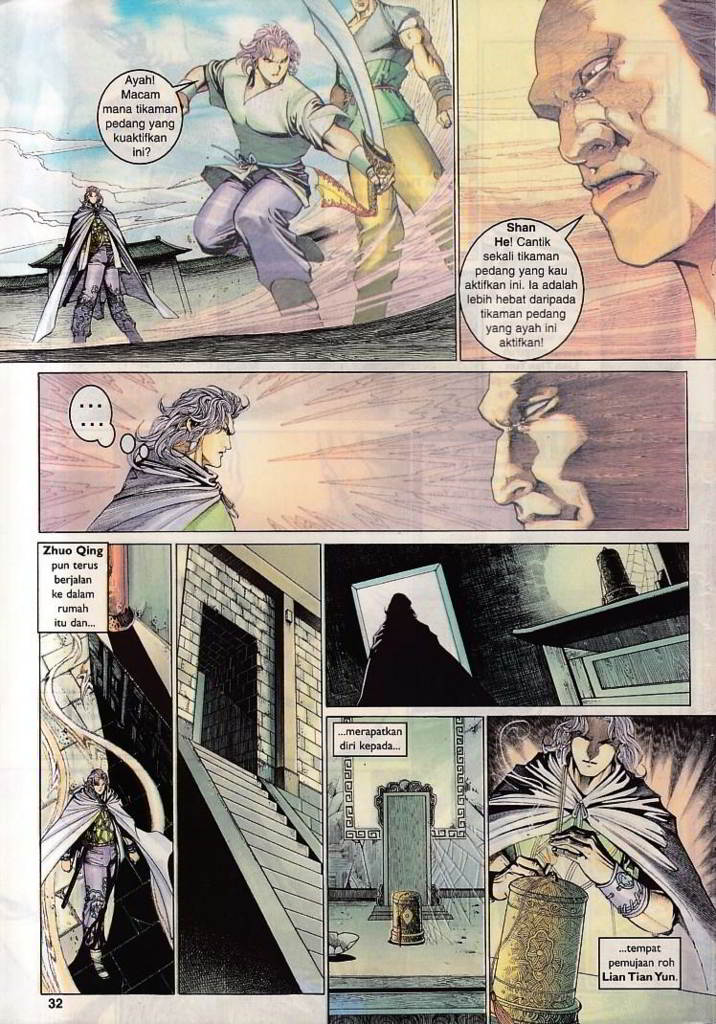 Ayah!
Macam
mana tikaman
pedang yang
kuaktifkan
ini?
Shan
He! Cantik
sekali tikaman
pedang yang kau
aktifkan ini. Ia adalah
lebih hebat daripada
tikaman pedang
yang ayah ini
aktifkan!
...
...
Zhuo Qing
pun terus
berjalan
ke dalam
rumah
itu dan...
...merapatkan
diri kepada...
...tempat
pemujaan roh
Lian Tian Yun.
32